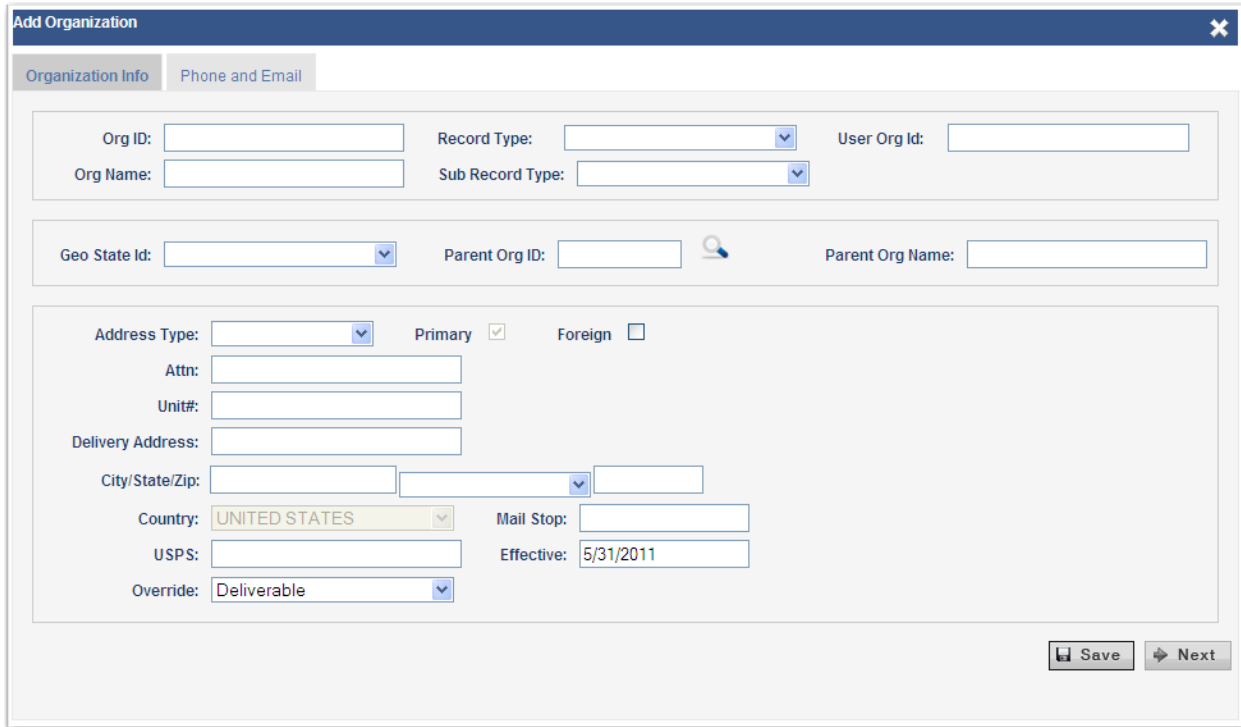 Add Organization
Organization Info Phone and Email
Org ID: Record Type: User Org Id:
Org Name: Sub Record Type:
Geo State Id: Parent Org ID: Parent Org Name:
Address Type: Primary Foreign
Attn:
Unit#:
Delivery Address:
City/State/Zip:
Country: UNITED STATES Mail Stop:
USPS: Effective: 5/31/2011
Override: Deliverable
Save Next